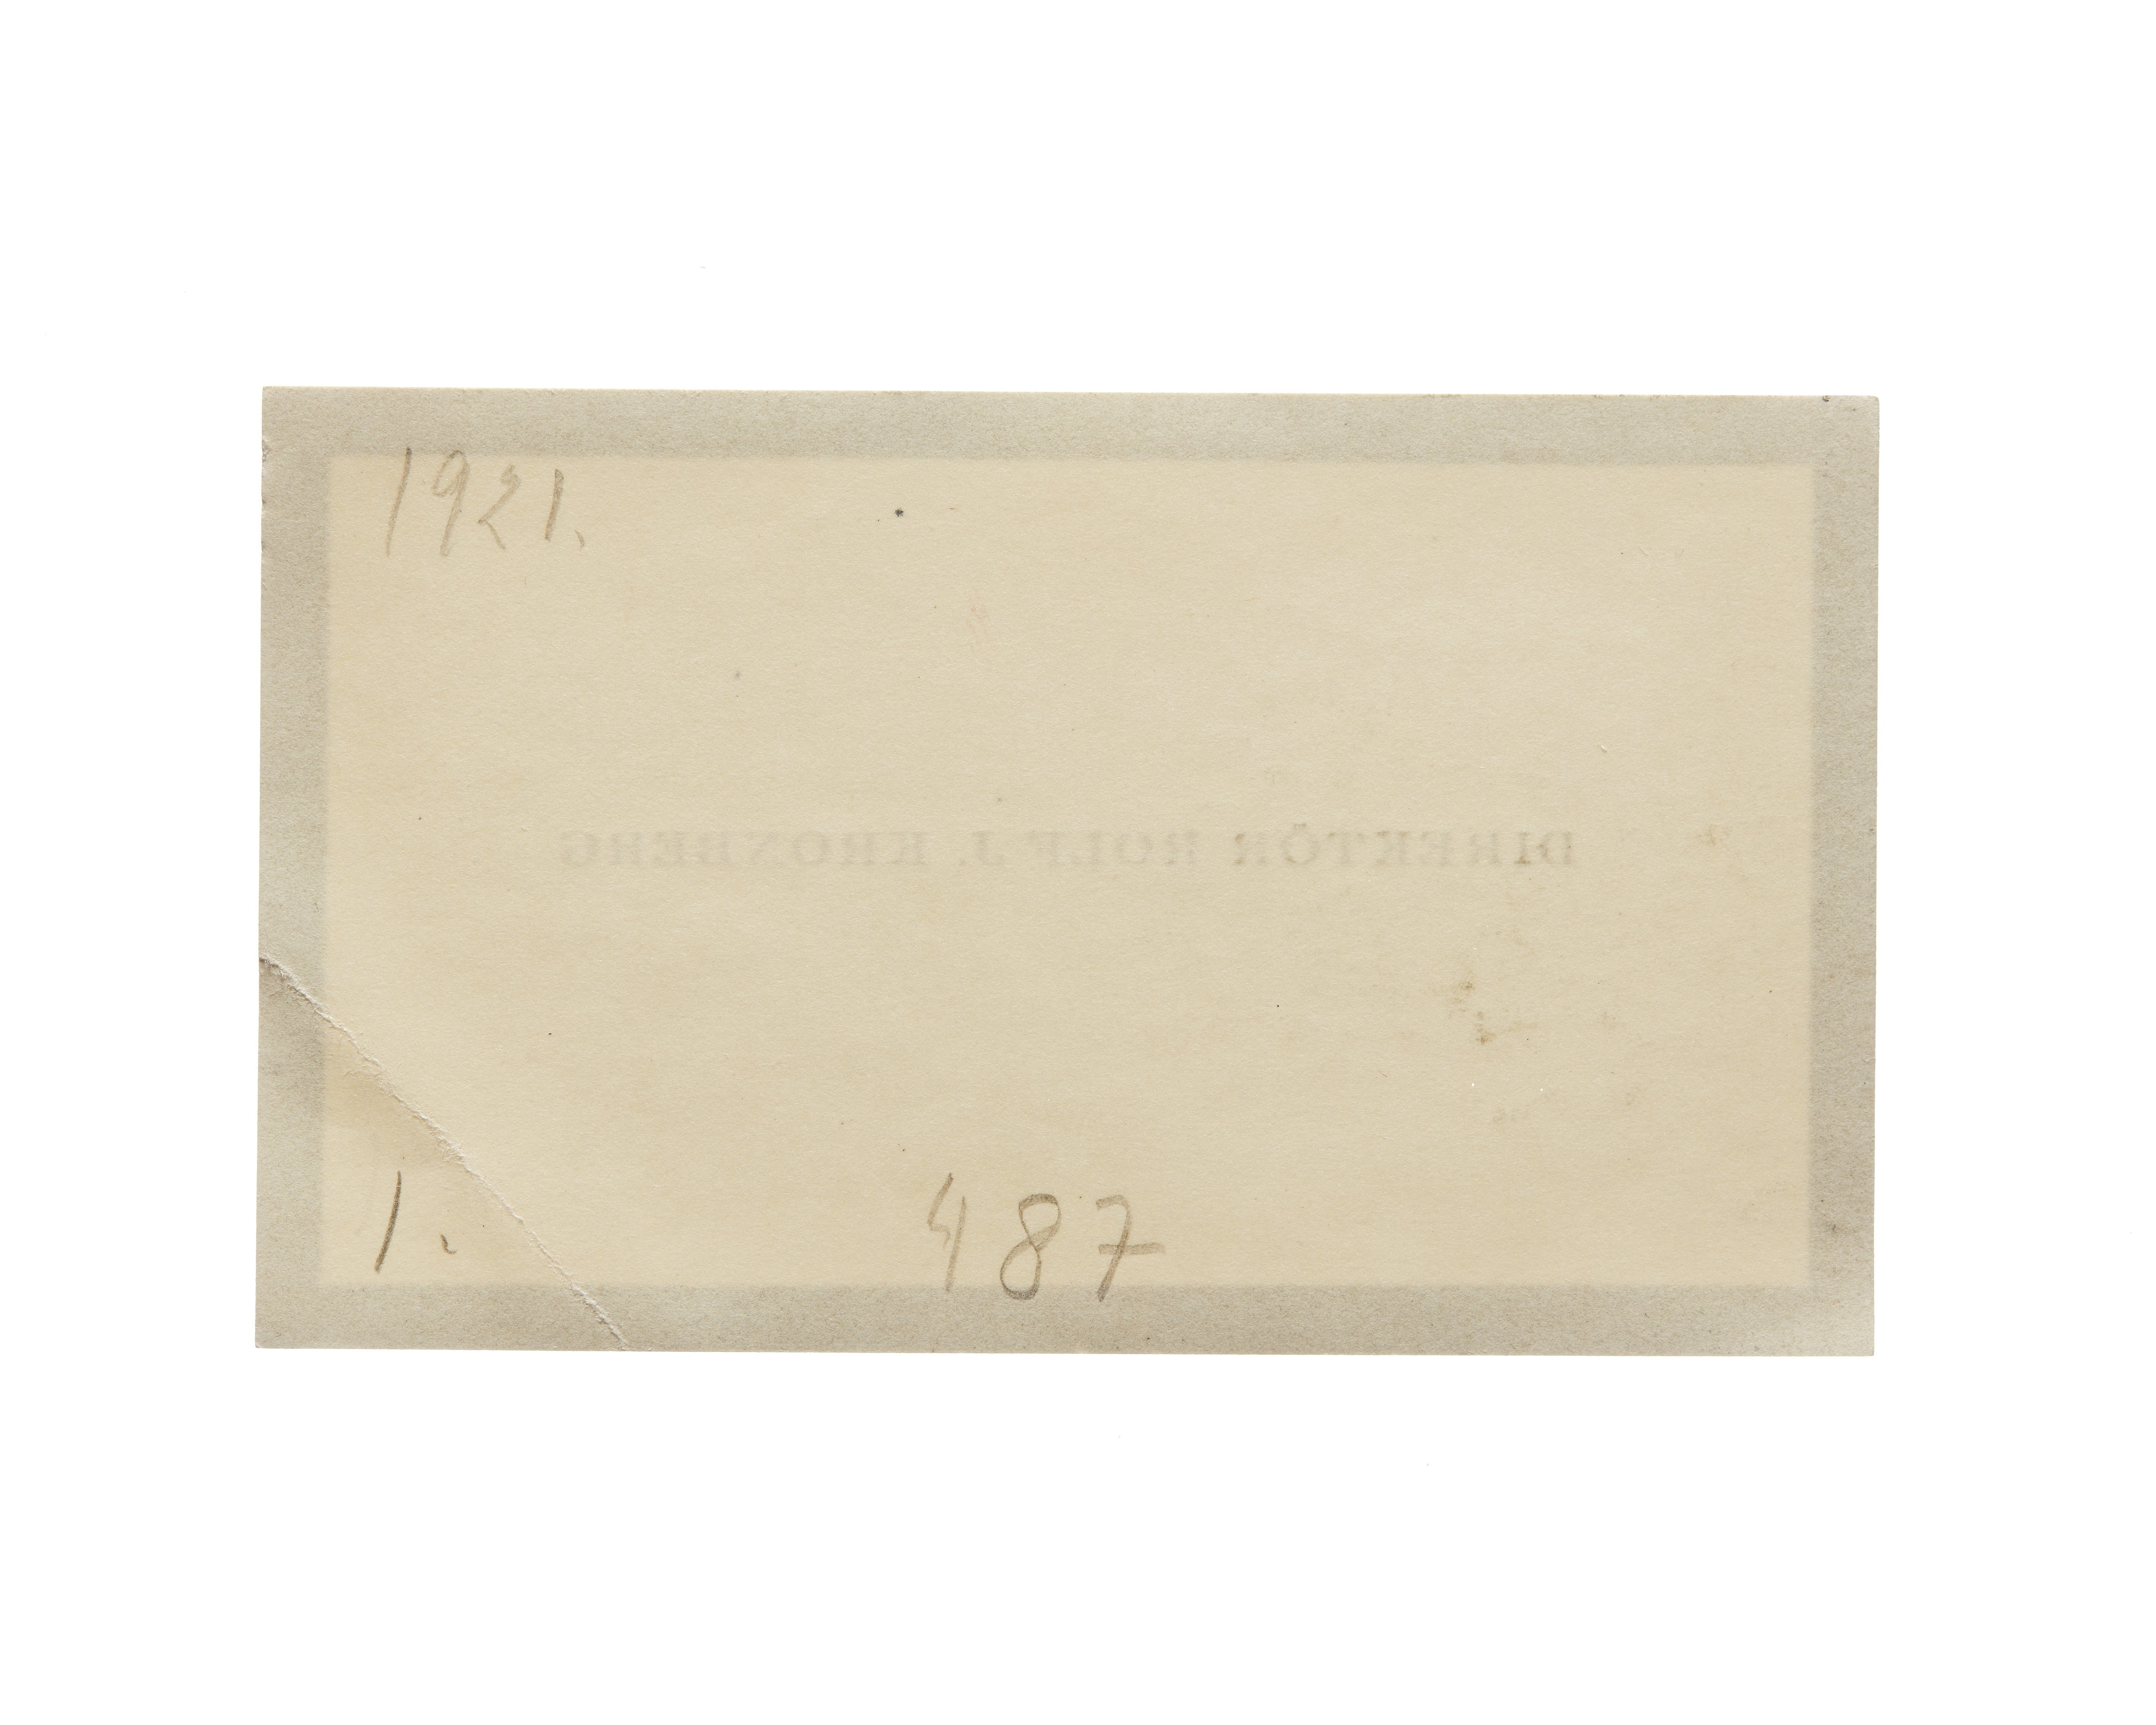 1921.
DIREKTÖR ROLF J. KRONBERG
1.
487